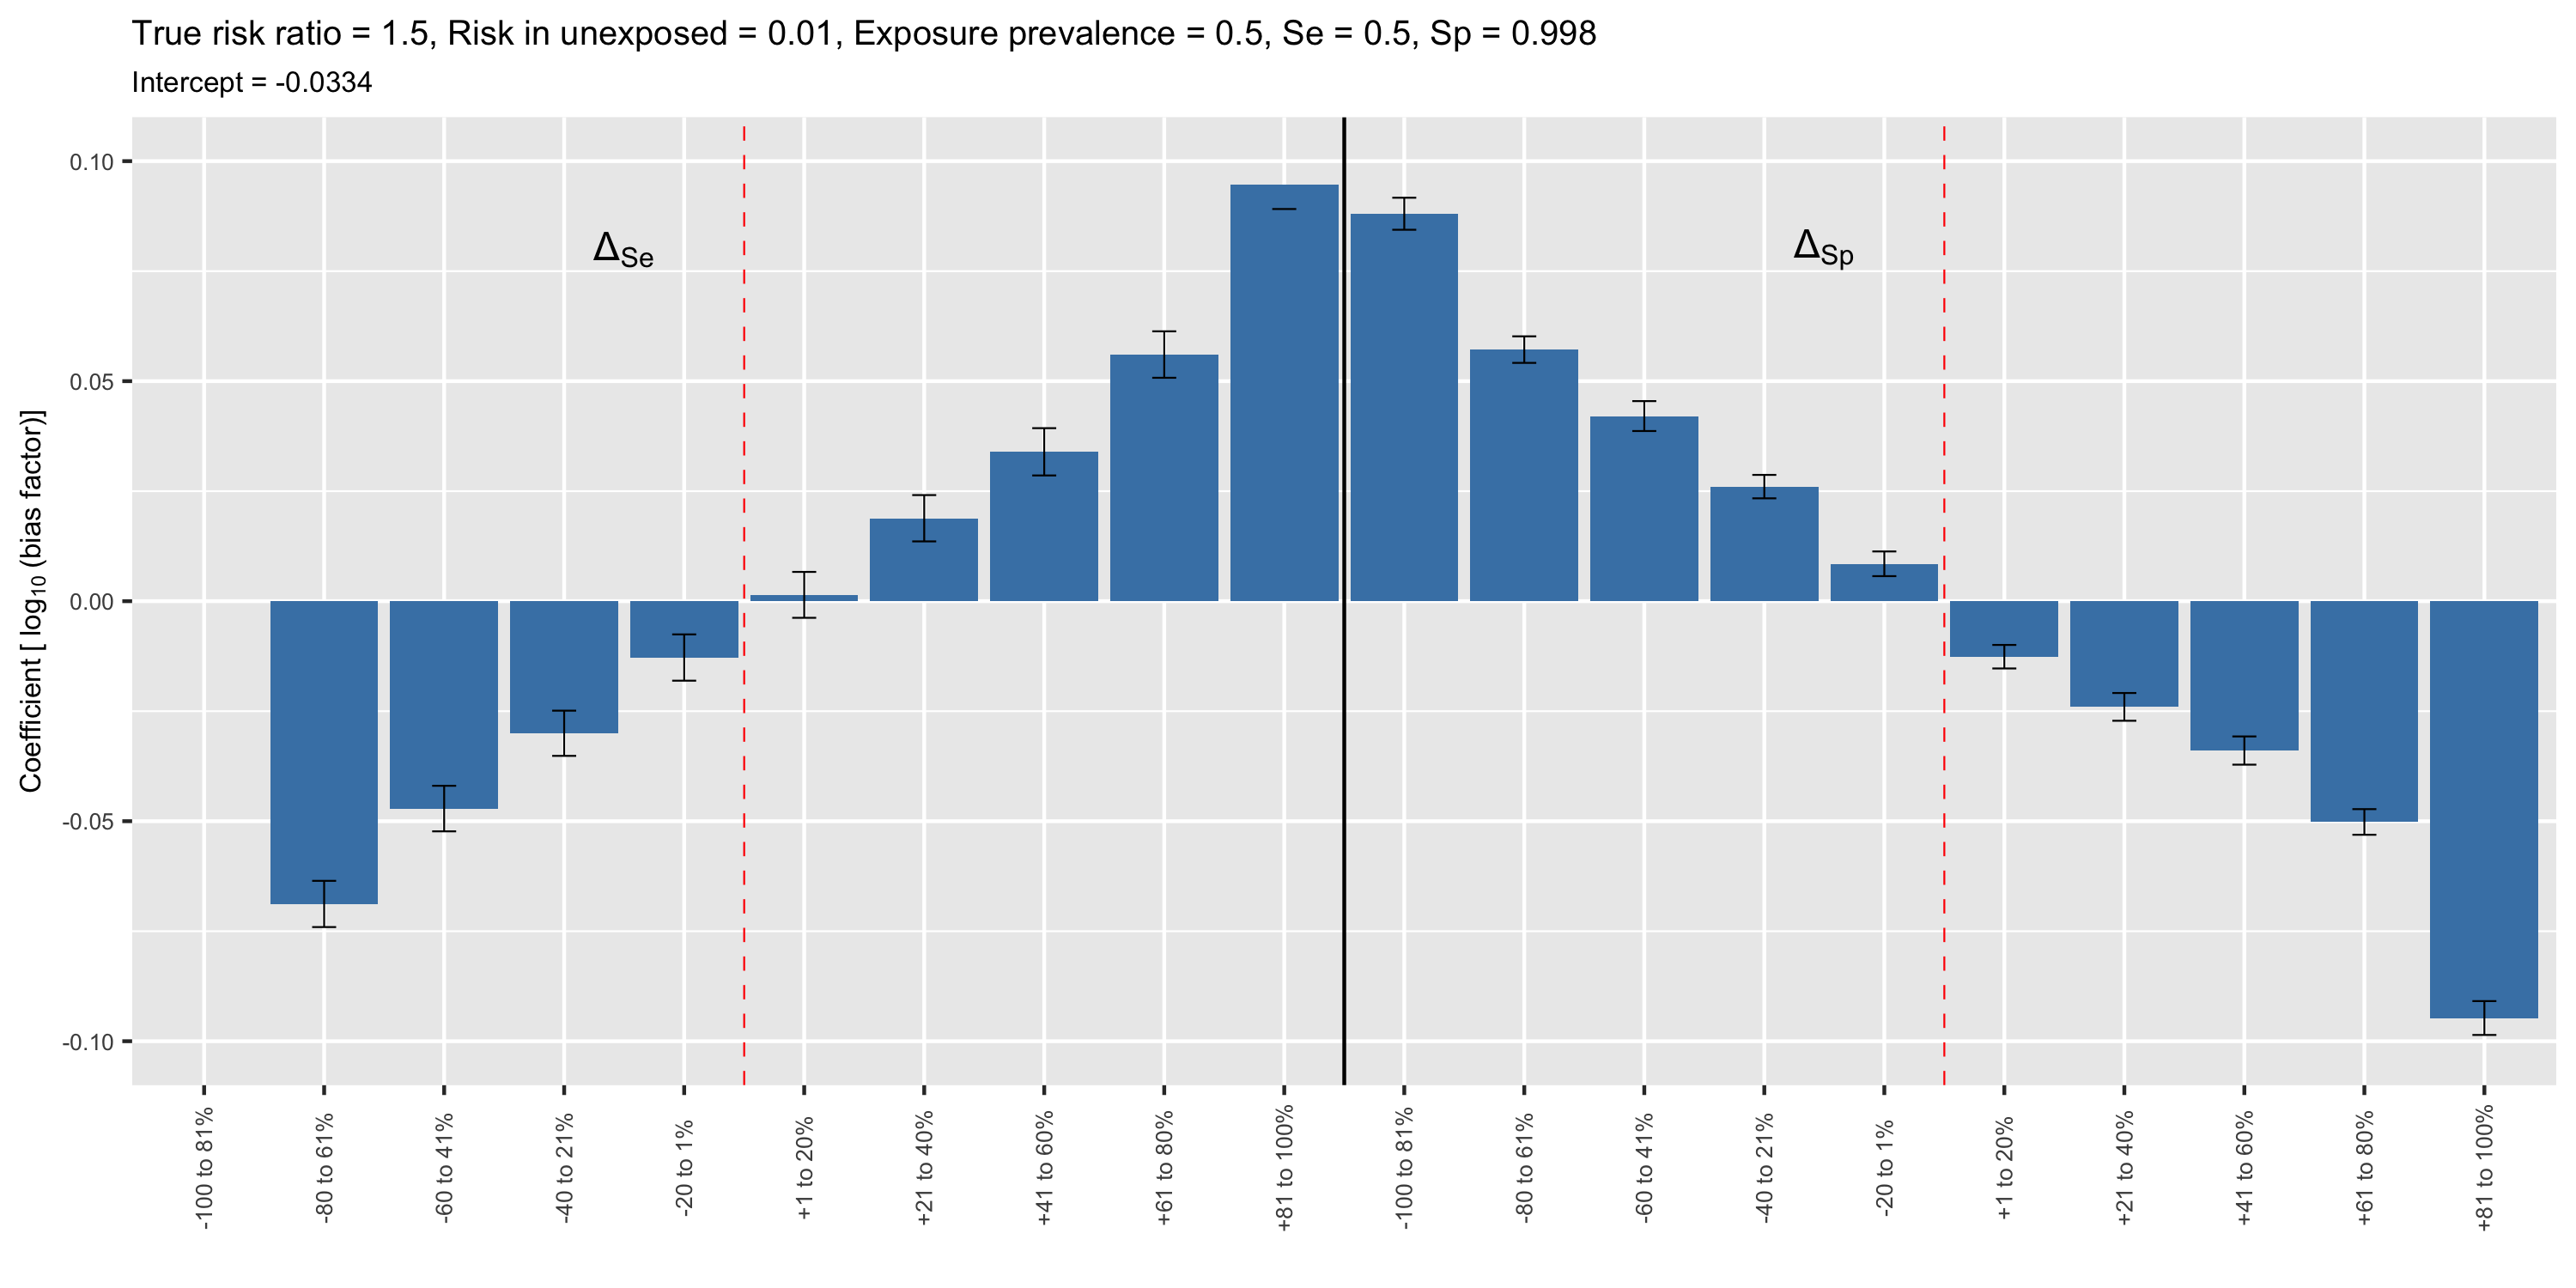 True risk ratio = 1.5, Risk in unexposed = 0.01, Exposure prevalence = 0.5, Se = 0.5, Sp = 0.998
Intercept = -0.0334
Coefficient [ log10 (bias factor)]
0.10
0.05
0.00
-0.05
-0.10
ΔSe
ΔSp
-100 to 81%
-80 to 61%
-60 to 41%
-40 to 21%
-20 to 1%
+1 to 20%
+21 to 40%
+41 to 60%
+61 to 80%
+81 to 100%
-100 to 81%
-80 to 61%
-60 to 41%
-40 to 21%
-20 to 1%
+1 to 20%
+21 to 40%
+41 to 60%
+61 to 80%
+81 to 100%